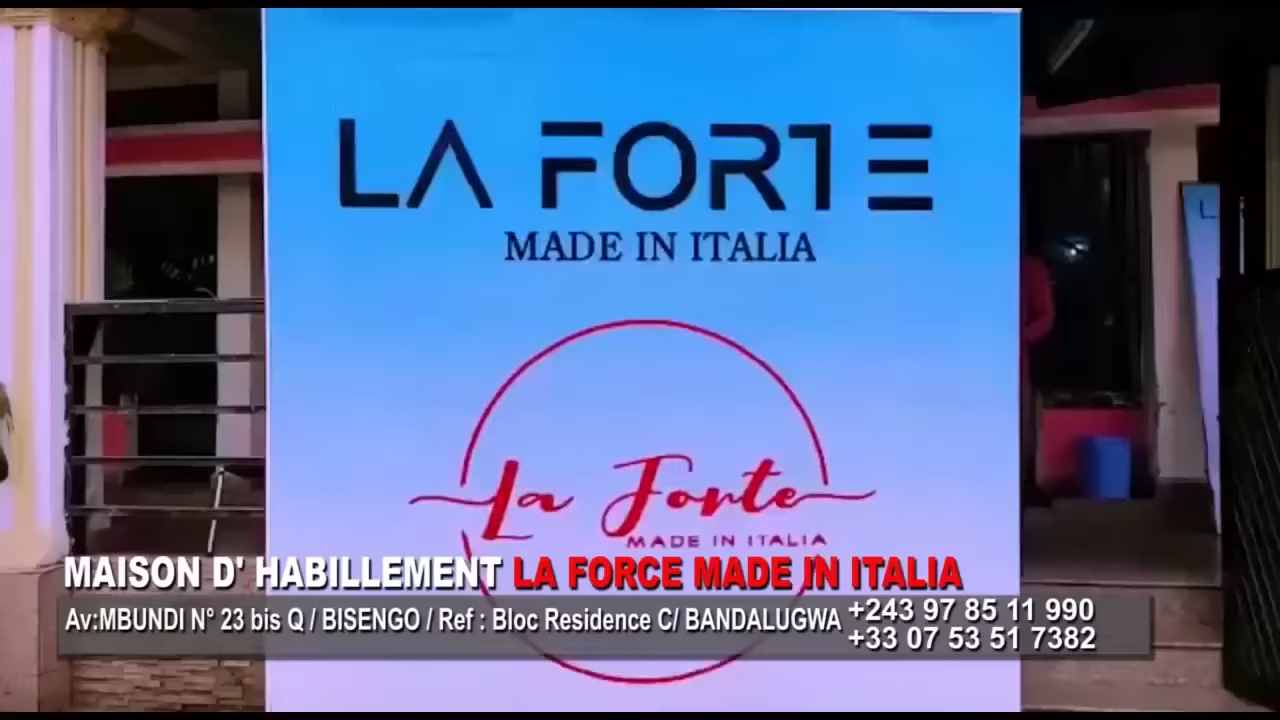 LA FORTE
MADE IN ITALIA
La Forte
MADE IN ITALIA
MAISON D' HABILLEMENT LA FORCE MADE IN ITALIA
Av:MBUNDI N° 23 bis Q / BISENGO / Ref : Bloc Residence C/ BANDALUGWA
+243 97 85 11 990
+33 07 53 51 7382
L